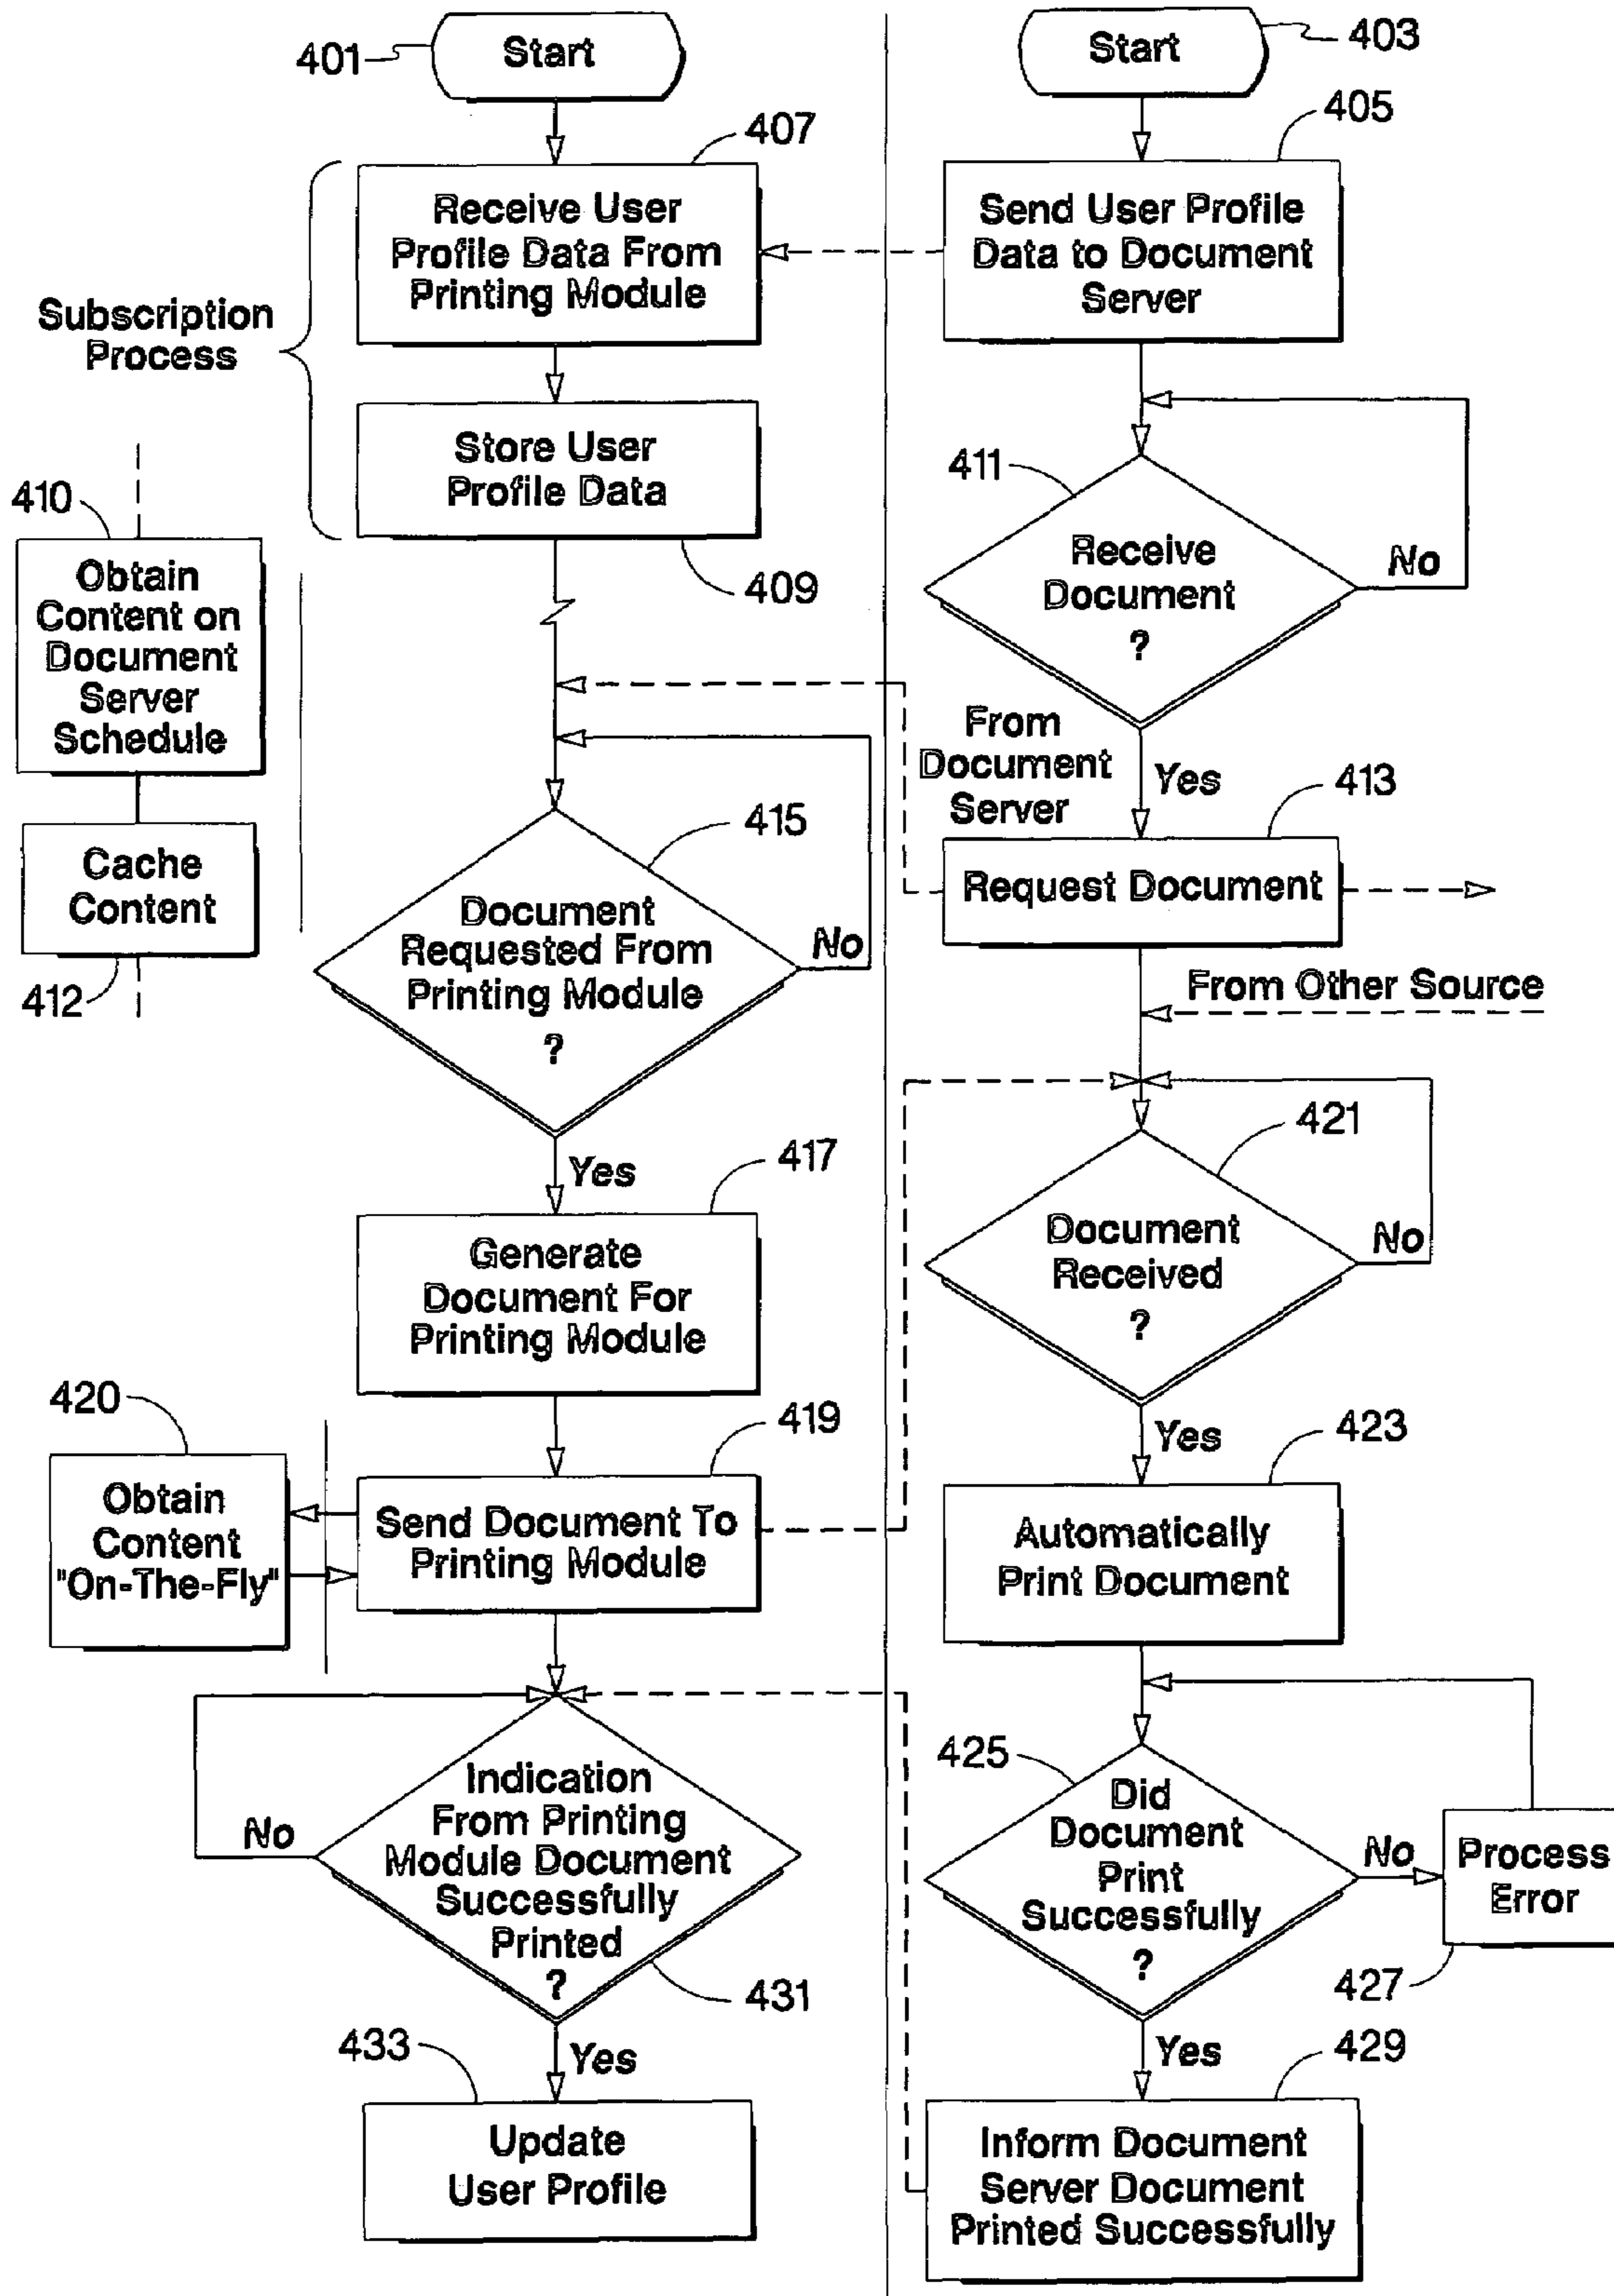 401
Start
407
Receive User
Profile Data From
Printing Module
Subscription
Process
Store User
Profile Data
409
410
Obtain
Content on
Document
Server
Schedule
Cache
Content
412
415
Document
Requested From
Printing Module
?
No
Yes
417
Generate
Document For
Printing Module
420
Obtain
Content
"On-The-Fly"
419
Send Document To
Printing Module
Indication
From Printing
Module Document
Successfully
Printed
?
No
431
Yes
433
Update
User Profile
Start
403
405
Send User Profile
Data to Document
Server
411
Receive
Document
?
No
From
Document
Server
Yes
413
Request Document
From Other Source
421
Document
Received
?
No
Yes
423
Automatically
Print Document
425
Did
Document
Print
Successfully
?
No
Process
Error
427
Yes
429
Inform Document
Server Document
Printed Successfully